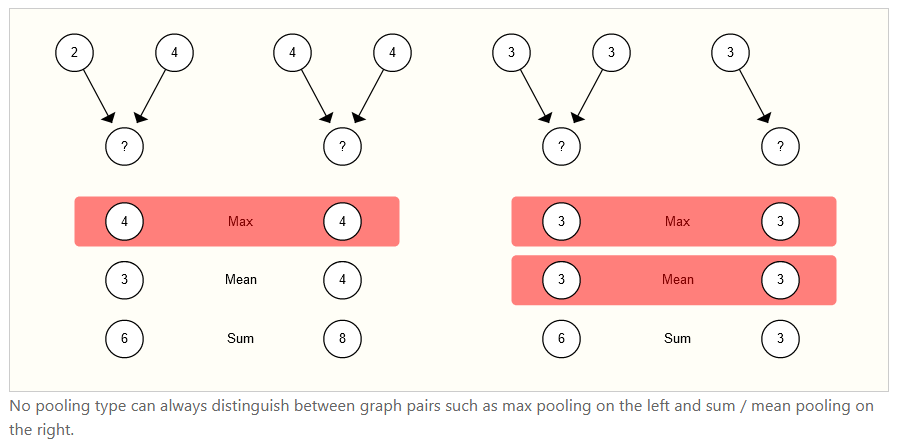 2 4 4 4 3 3 3
? ? ? ?
4 Max 4 3 Max 3
3 Mean 4 3 Mean 3
6 Sum 8 6 Sum 3
No pooling type can always distinguish between graph pairs such as max pooling on the left and sum / mean pooling on
the right.